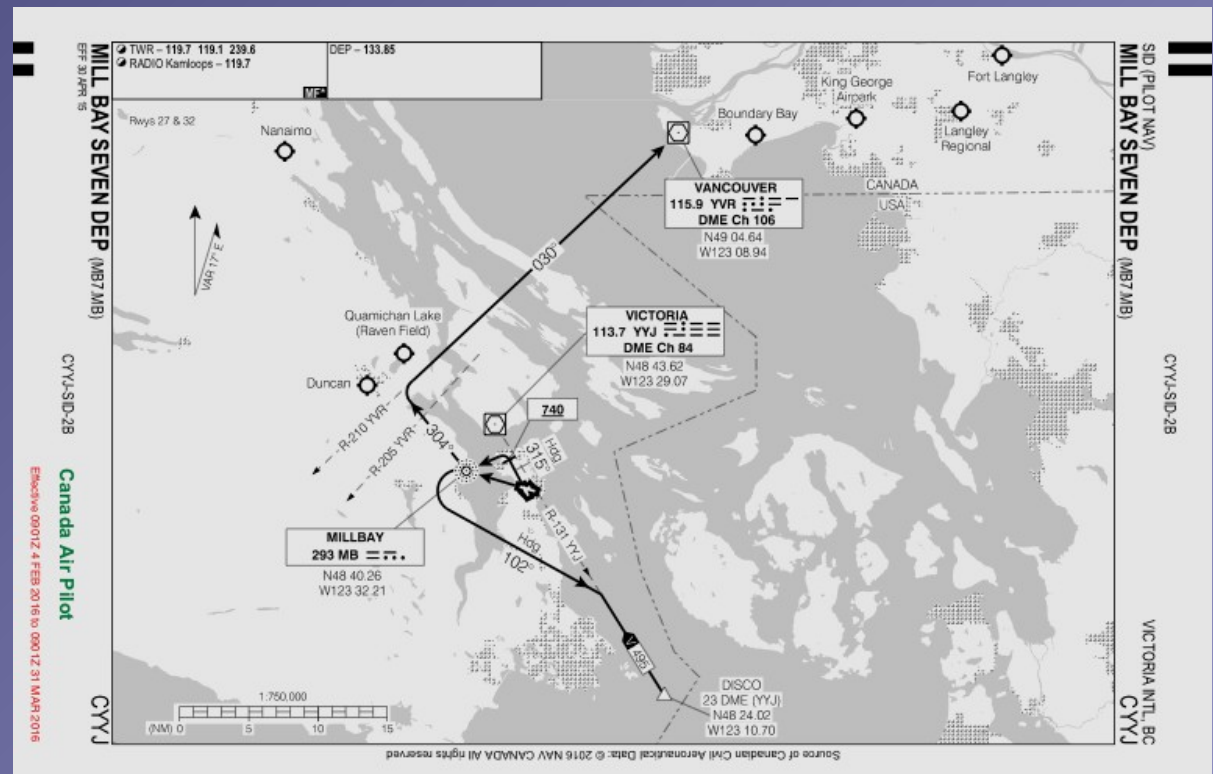 SID (PILOT NAV)
MILL BAY SEVEN DEP (MB7.MB)
CYYJ-SID-2B
VICTORIA INTL, BC
CYYJ
TWR – 119.7 119.1 239.6
RADIO Kamloops – 119.7
MF*
DEP – 133.85
Rwys 27 & 32
Nanaimo
VAR 17° E
Fort Langley
King George
Airpark
Boundary Bay
Langley
Regional
CANADA
USA
VANCOUVER
115.9 YVR
DME Ch 106
N49 04.64
W123 08.94
030°
Quamichan Lake
(Raven Field)
Duncan
VICTORIA
113.7 YYJ
DME Ch 84
N48 43.62
W123 29.07
740
R-210 YVR
R-205 YVR
304°
Hdg
315°
R-131 YYJ
Hdg
102°
MILLBAY
293 MB
N48 40.26
W123 32.21
V 495
DISCO
23 DME (YYJ)
N48 24.02
W123 10.70
1:750,000
(NM) 0 5 10 15
Source of Canadian Civil Aeronautical Data: © 2016 NAV CANADA All rights reserved
EFF 30 APR 15
MILL BAY SEVEN DEP (MB7.MB)
CYYJ-SID-2B
CYYJ
Canada Air Pilot
Effective 0901Z 4 FEB 2016 to 0901Z 31 MAR 2016